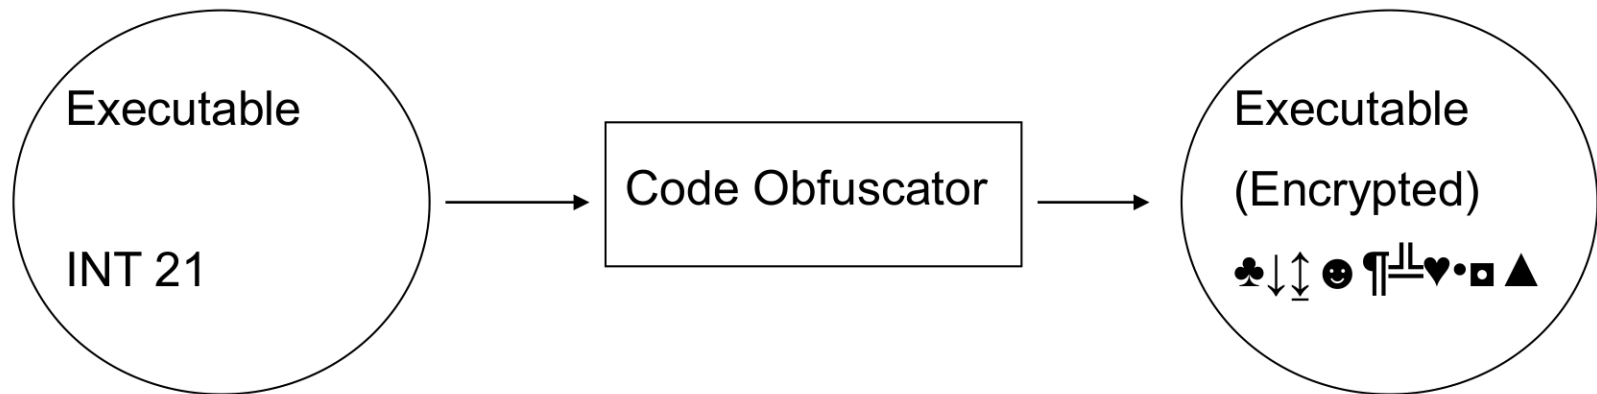 Executable
INT 21
Code Obfuscator
Executable
(Encrypted)
♣↓↨☻¶╩♥•◘▲